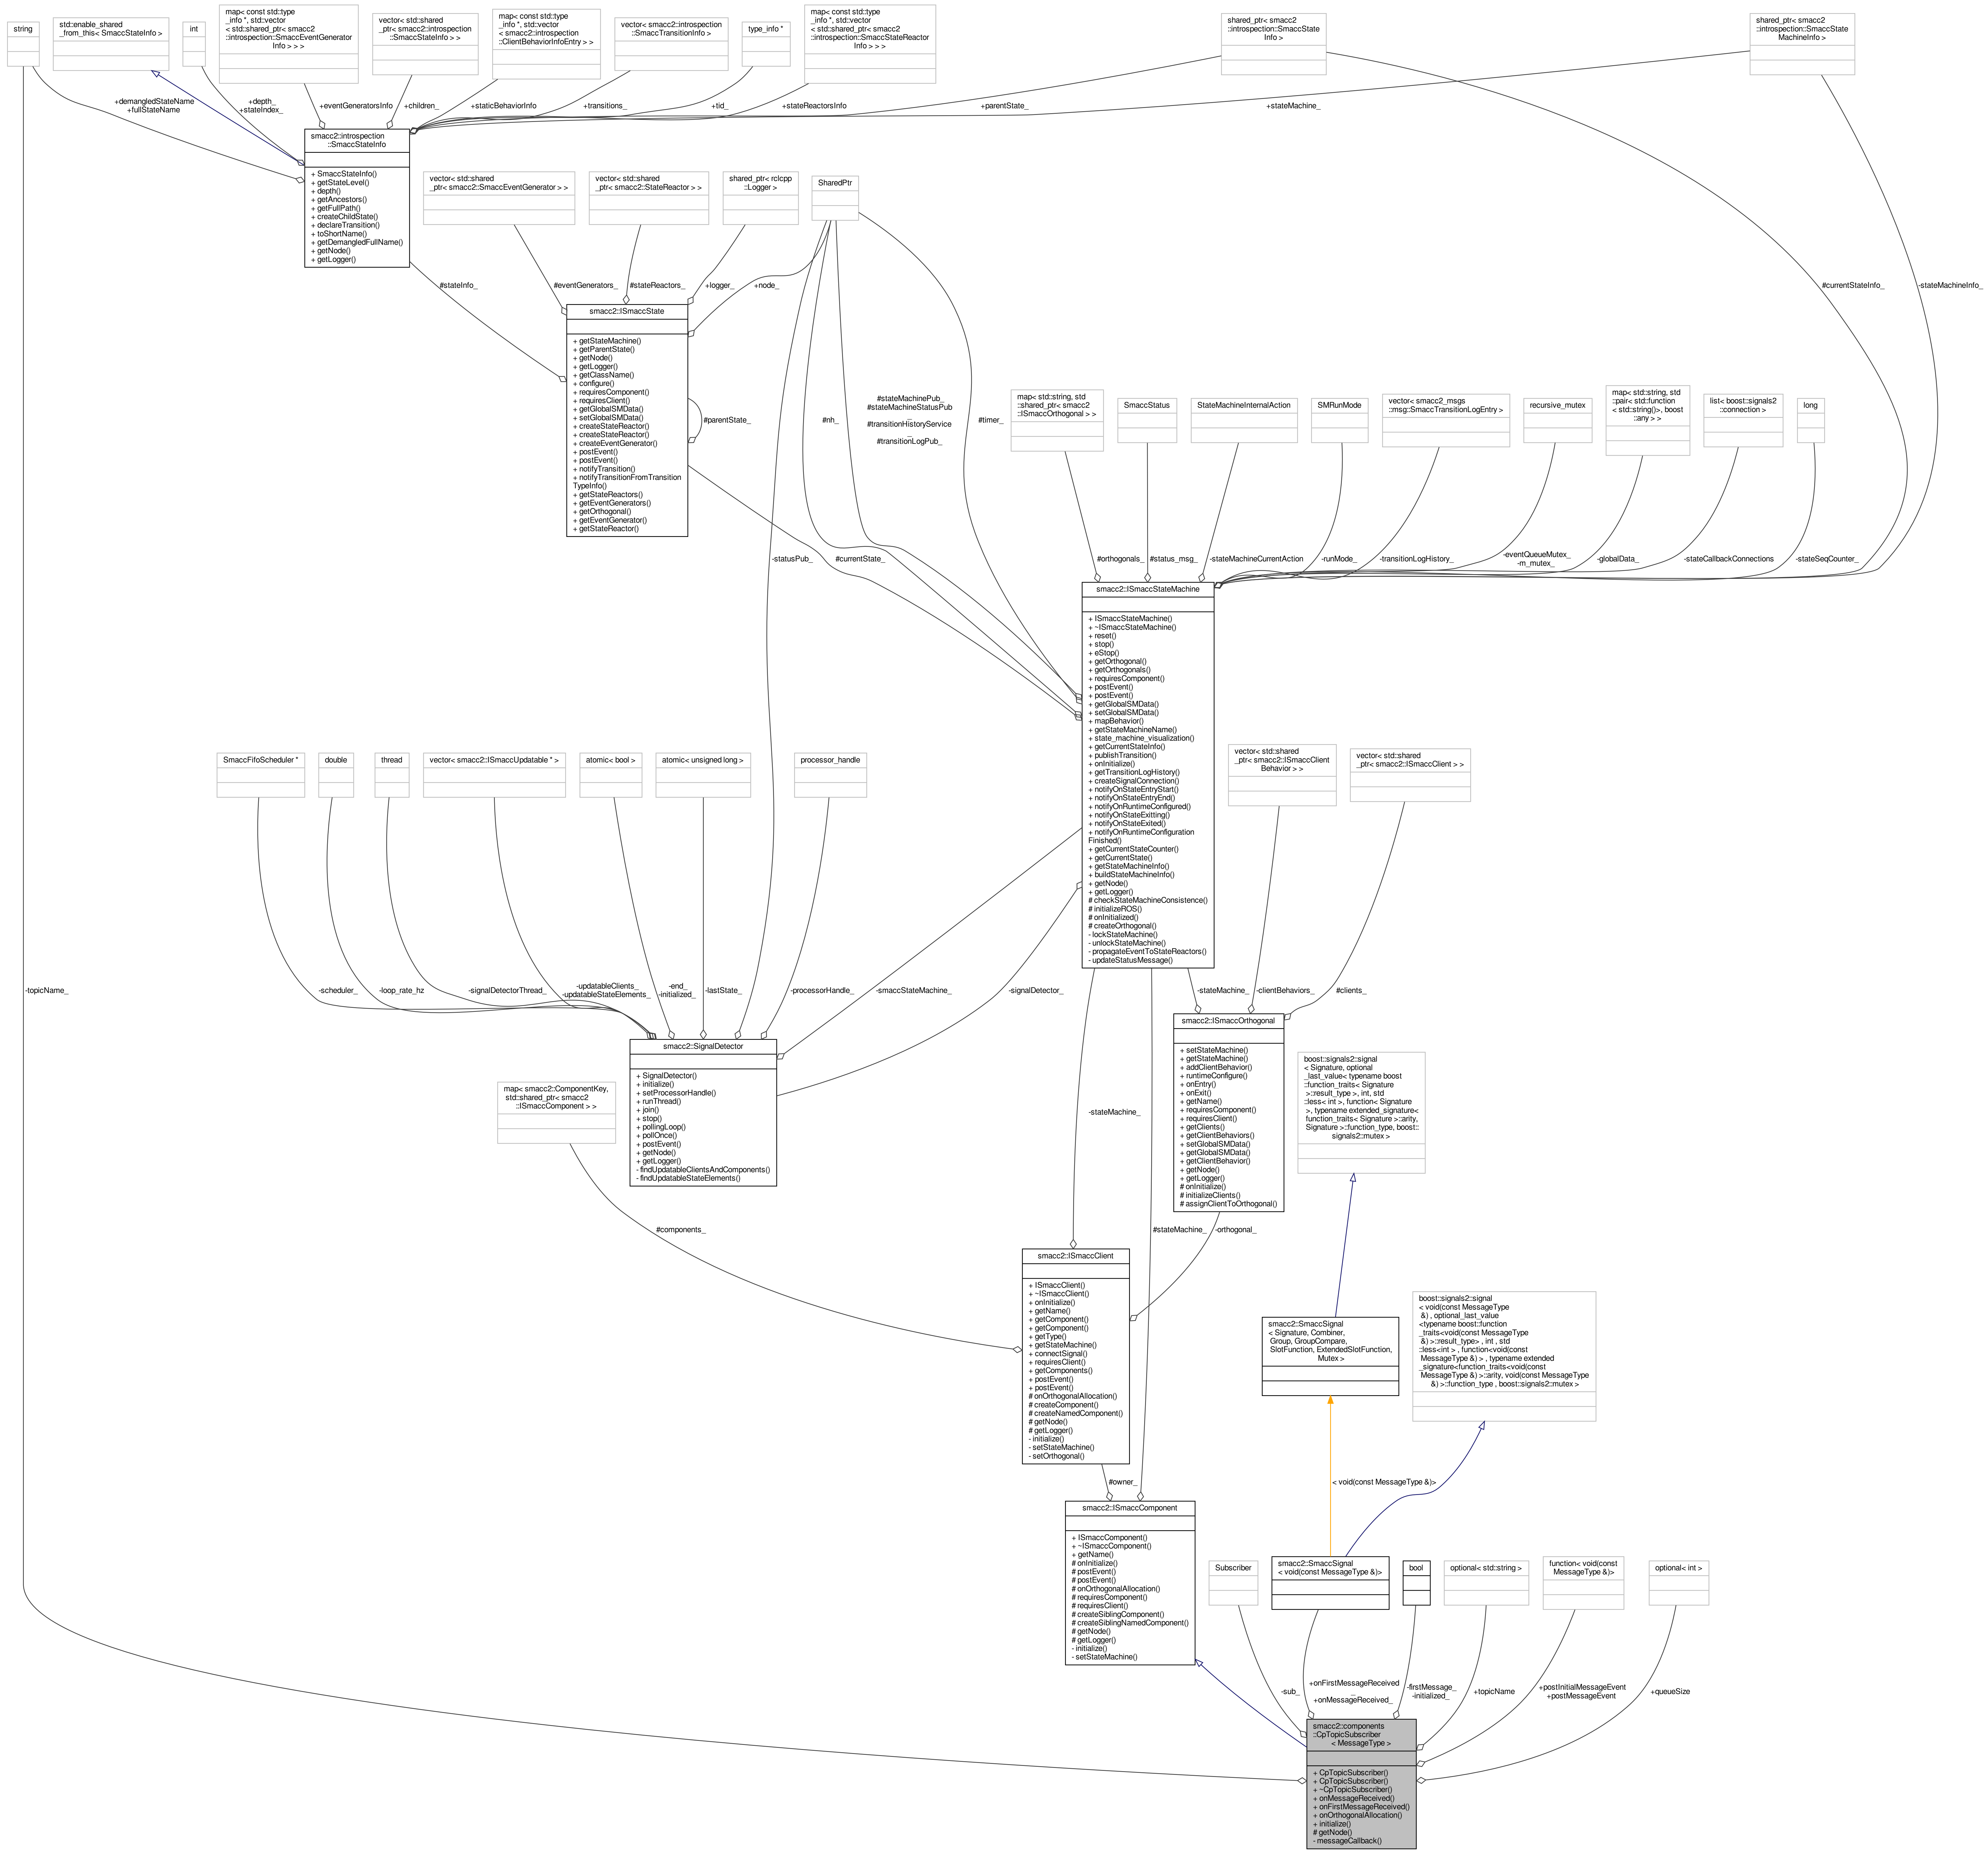 string
std::enable_shared
_from_this< SmaccStateInfo >
int
map< const std::type
_info *, std::vector
< std::shared_ptr< smacc2
::introspection::SmaccEventGenerator
Info > > >
vector< std::shared
_ptr< smacc2::introspection
::SmaccStateInfo > >
map< const std::type
_info *, std::vector
< smacc2::introspection
::ClientBehaviorInfoEntry > >
vector< smacc2::introspection
::SmaccTransitionInfo >
type_info *
map< const std::type
_info *, std::vector
< std::shared_ptr< smacc2
::introspection::SmaccStateReactor
Info > > >
shared_ptr< smacc2
::introspection::SmaccState
Info >
shared_ptr< smacc2
::introspection::SmaccState
MachineInfo >
+demangledStateName
+fullStateName
+depth_
+stateIndex_
+eventGeneratorsInfo
+children_
+staticBehaviorInfo
+transitions_
+tid_
+stateReactorsInfo
+parentState_
+stateMachine_
smacc2::introspection
::SmaccStateInfo
+ SmaccStateInfo()
+ getStateLevel()
+ depth()
+ getAncestors()
+ getFullPath()
+ createChildState()
+ declareTransition()
+ toShortName()
+ getDemangledFullName()
+ getNode()
+ getLogger()
vector< std::shared
_ptr< smacc2::SmaccEventGenerator > >
vector< std::shared
_ptr< smacc2::StateReactor > >
shared_ptr< rclcpp
::Logger >
SharedPtr
#stateInfo_
#eventGenerators_
#stateReactors_
+logger_
+node_
#currentStateInfo_
-stateMachineInfo_
smacc2::ISmaccState
+ getStateMachine()
+ getParentState()
+ getNode()
+ getLogger()
+ getClassName()
+ configure()
+ requiresComponent()
+ requiresClient()
+ getGlobalSMData()
+ setGlobalSMData()
+ createStateReactor()
+ createStateReactor()
+ createEventGenerator()
+ postEvent()
+ postEvent()
+ notifyTransition()
+ notifyTransitionFromTransition
TypeInfo()
+ getStateReactors()
+ getEventGenerators()
+ getOrthogonal()
+ getEventGenerator()
+ getStateReactor()
#parentState_
#nh_
#stateMachinePub_
#stateMachineStatusPub
_
#transitionHistoryService
_
#transitionLogPub_
#timer_
map< std::string, std
::shared_ptr< smacc2
::ISmaccOrthogonal > >
SmaccStatus
StateMachineInternalAction
SMRunMode
vector< smacc2_msgs
::msg::SmaccTransitionLogEntry >
recursive_mutex
map< std::string, std
::pair< std::function
< std::string()>, boost
::any > >
list< boost::signals2
::connection >
long
-statusPub_
#currentState_
#orthogonals_
#status_msg_
-stateMachineCurrentAction
-runMode_
-transitionLogHistory_
-eventQueueMutex_
-m_mutex_
-globalData_
-stateCallbackConnections
-stateSeqCounter_
smacc2::ISmaccStateMachine
+ ISmaccStateMachine()
+ ~ISmaccStateMachine()
+ reset()
+ stop()
+ eStop()
+ getOrthogonal()
+ getOrthogonals()
+ requiresComponent()
+ postEvent()
+ postEvent()
+ getGlobalSMData()
+ setGlobalSMData()
+ mapBehavior()
+ getStateMachineName()
+ state_machine_visualization()
+ getCurrentStateInfo()
+ publishTransition()
+ onInitialize()
+ getTransitionLogHistory()
+ createSignalConnection()
+ notifyOnStateEntryStart()
+ notifyOnStateEntryEnd()
+ notifyOnRuntimeConfigured()
+ notifyOnStateExitting()
+ notifyOnStateExited()
+ notifyOnRuntimeConfiguration
Finished()
+ getCurrentStateCounter()
+ getCurrentState()
+ getStateMachineInfo()
+ buildStateMachineInfo()
+ getNode()
+ getLogger()
# checkStateMachineConsistence()
# initializeROS()
# onInitialized()
# createOrthogonal()
- lockStateMachine()
- unlockStateMachine()
- propagateEventToStateReactors()
- updateStatusMessage()
SmaccFifoScheduler *
double
thread
vector< smacc2::ISmaccUpdatable * >
atomic< bool >
atomic< unsigned long >
processor_handle
vector< std::shared
_ptr< smacc2::ISmaccClient
Behavior > >
vector< std::shared
_ptr< smacc2::ISmaccClient > >
-topicName_
-scheduler_
-loop_rate_hz
-signalDetectorThread_
-updatableClients_
-updatableStateElements_
-end_
-initialized_
-lastState_
-processorHandle_
-smaccStateMachine_
-signalDetector_
-stateMachine_
-clientBehaviors_
#clients_
smacc2::SignalDetector
+ SignalDetector()
+ initialize()
+ setProcessorHandle()
+ runThread()
+ join()
+ stop()
+ pollingLoop()
+ pollOnce()
+ postEvent()
+ getNode()
+ getLogger()
- findUpdatableClientsAndComponents()
- findUpdatableStateElements()
map< smacc2::ComponentKey,
std::shared_ptr< smacc2
::ISmaccComponent > >
smacc2::ISmaccOrthogonal
+ setStateMachine()
+ getStateMachine()
+ addClientBehavior()
+ runtimeConfigure()
+ onEntry()
+ onExit()
+ getName()
+ requiresComponent()
+ requiresClient()
+ getClients()
+ getClientBehaviors()
+ setGlobalSMData()
+ getGlobalSMData()
+ getClientBehavior()
+ getNode()
+ getLogger()
# onInitialize()
# initializeClients()
# assignClientToOrthogonal()
boost::signals2::signal
< Signature, optional
_last_value< typename boost
::function_traits< Signature
>::result_type >, int, std
::less< int >, function< Signature
>, typename extended_signature<
function_traits< Signature >::arity,
Signature >::function_type, boost::
signals2::mutex >
-stateMachine_
#components_
#stateMachine_
-orthogonal_
smacc2::ISmaccClient
+ ISmaccClient()
+ ~ISmaccClient()
+ onInitialize()
+ getName()
+ getComponent()
+ getComponent()
+ getType()
+ getStateMachine()
+ connectSignal()
+ requiresClient()
+ getComponents()
+ postEvent()
+ postEvent()
# onOrthogonalAllocation()
# createComponent()
# createNamedComponent()
# getNode()
# getLogger()
- initialize()
- setStateMachine()
- setOrthogonal()
smacc2::SmaccSignal
< Signature, Combiner,
Group, GroupCompare,
SlotFunction, ExtendedSlotFunction,
Mutex >
boost::signals2::signal
< void(const MessageType
&) , optional_last_value
<typename boost::function
_traits<void(const MessageType
&) >::result_type> , int , std
::less<int > , function<void(const
MessageType &) > , typename extended
_signature<function_traits<void(const
MessageType &) >::arity, void(const MessageType
&) >::function_type , boost::signals2::mutex >
#owner_
< void(const MessageType &)>
smacc2::ISmaccComponent
+ ISmaccComponent()
+ ~ISmaccComponent()
+ getName()
# onInitialize()
# postEvent()
# postEvent()
# onOrthogonalAllocation()
# requiresComponent()
# requiresClient()
# createSiblingComponent()
# createSiblingNamedComponent()
# getNode()
# getLogger()
- initialize()
- setStateMachine()
Subscriber
smacc2::SmaccSignal
< void(const MessageType &)>
bool
optional< std::string >
function< void(const
MessageType &)>
optional< int >
-sub_
+onFirstMessageReceived
_
+onMessageReceived_
-firstMessage_
-initialized_
+topicName
+postInitialMessageEvent
+postMessageEvent
+queueSize
smacc2::components
::CpTopicSubscriber
< MessageType >
+ CpTopicSubscriber()
+ CpTopicSubscriber()
+ ~CpTopicSubscriber()
+ onMessageReceived()
+ onFirstMessageReceived()
+ onOrthogonalAllocation()
+ initialize()
# getNode()
- messageCallback()